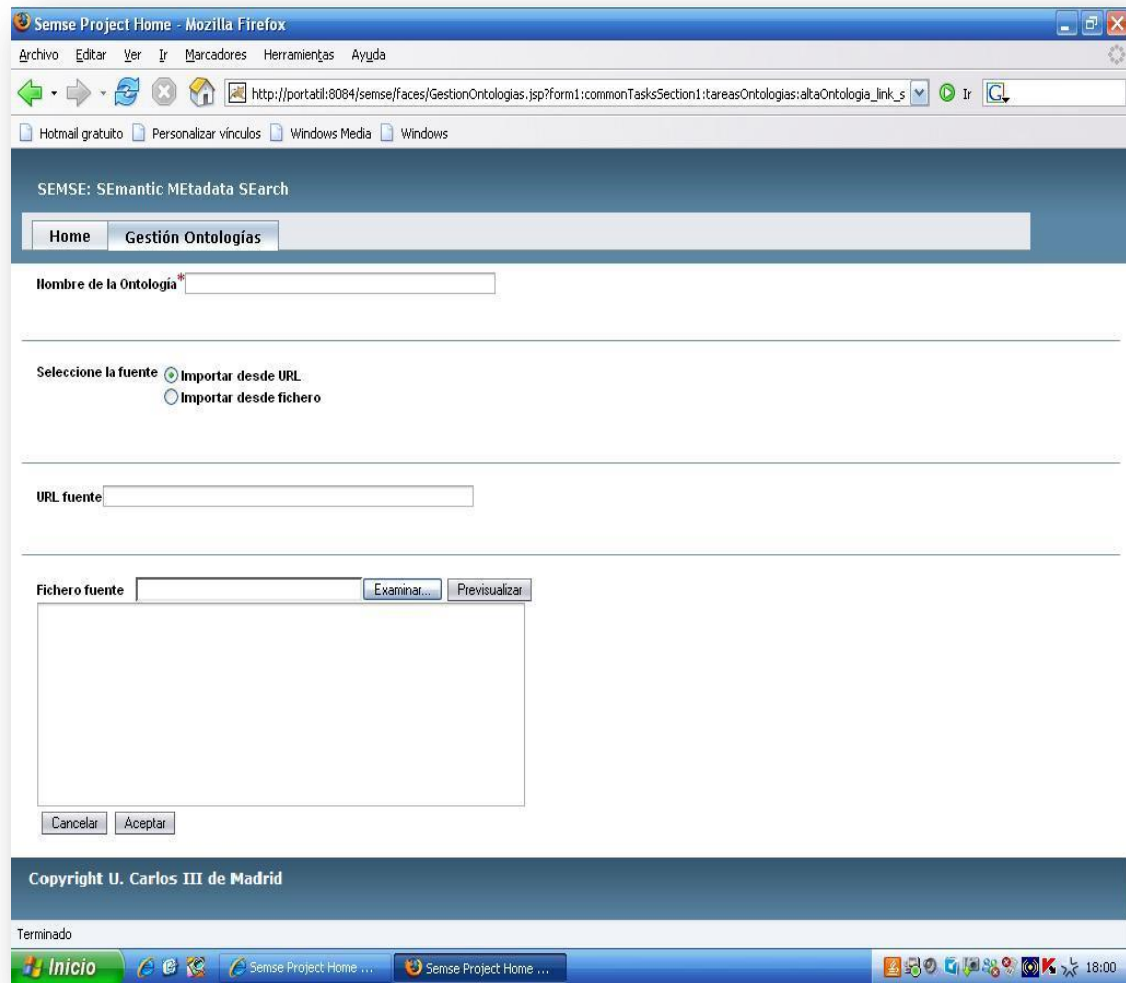 Semse Project Home - Mozilla Firefox
Archivo Editar Ver Ir Marcadores Herramientas Ayuda
http://portatil:8084/semse/faces/GestionOntologias.jsp?form1:commonTasksSection1:tareasOntologias:altaOntologia_link_s Ir
Hotmail gratuito Personalizar vínculos Windows Media Windows
SEMSE: SEmantic MEtadata SEarch
Home Gestión Ontologías
Nombre de la Ontología*
Seleccione la fuente Importar desde URL
Importar desde fichero
URL fuente
Fichero fuente Examinar... Previsualizar
Cancelar Aceptar
Copyright U. Carlos III de Madrid
Terminado
Inicio Semse Project Home ... Semse Project Home ... 18:00